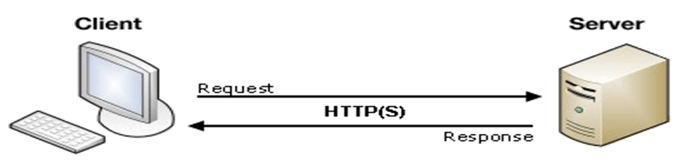 Client
Server
Request
HTTP(S)
Response